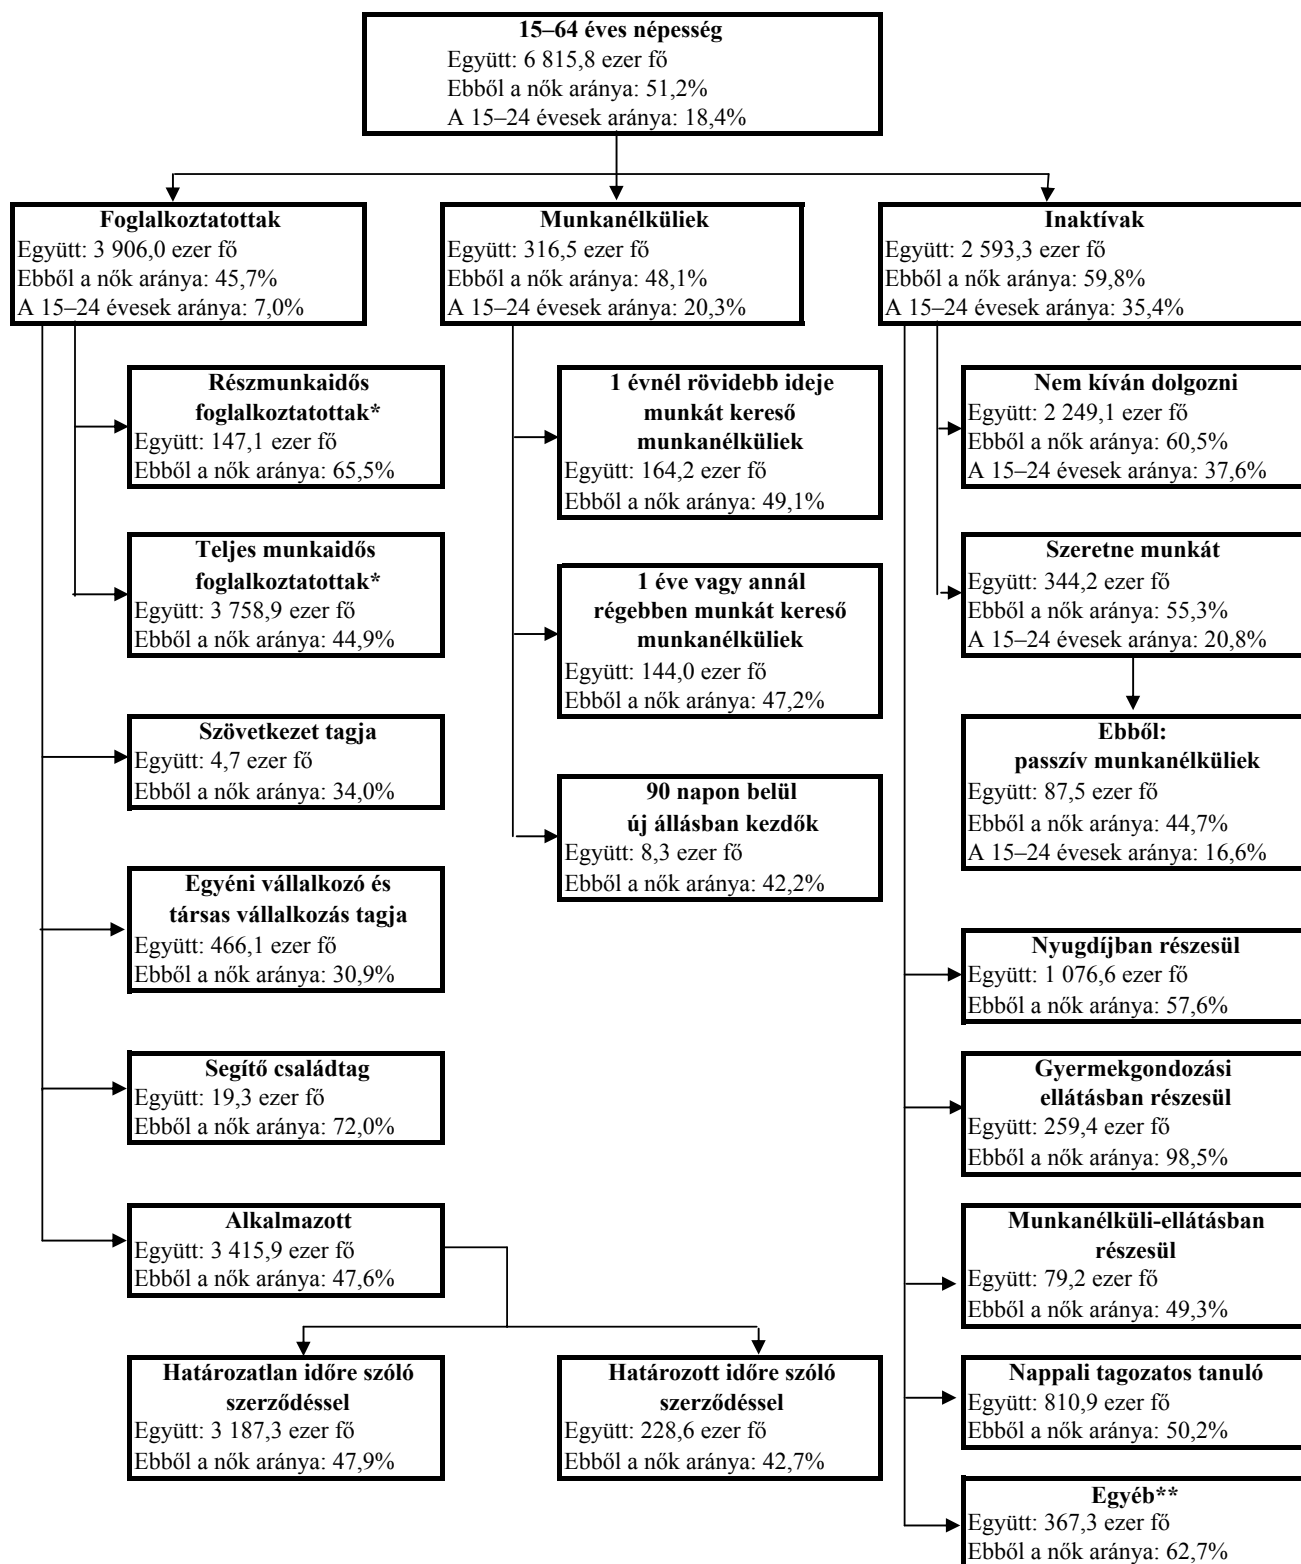 15–64 éves népesség
Együtt: 6 815,8 ezer fő
Ebből a nők aránya: 51,2%
A 15–24 évesek aránya: 18,4%
Foglalkoztatottak
Együtt: 3 906,0 ezer fő
Ebből a nők aránya: 45,7%
A 15–24 évesek aránya: 7,0%
Részmunkaidős
foglalkoztatottak*
Együtt: 147,1 ezer fő
Ebből a nők aránya: 65,5%
Teljes munkaidős
foglalkoztatottak*
Együtt: 3 758,9 ezer fő
Ebből a nők aránya: 44,9%
Szövetkezet tagja
Együtt: 4,7 ezer fő
Ebből a nők aránya: 34,0%
Egyéni vállalkozó és
társas vállalkozás tagja
Együtt: 466,1 ezer fő
Ebből a nők aránya: 30,9%
Segítő családtag
Együtt: 19,3 ezer fő
Ebből a nők aránya: 72,0%
Alkalmazott
Együtt: 3 415,9 ezer fő
Ebből a nők aránya: 47,6%
Határozatlan időre szóló
szerződéssel
Együtt: 3 187,3 ezer fő
Ebből a nők aránya: 47,9%
Határozott időre szóló
szerződéssel
Együtt: 228,6 ezer fő
Ebből a nők aránya: 42,7%
Munkanélküliek
Együtt: 316,5 ezer fő
Ebből a nők aránya: 48,1%
A 15–24 évesek aránya: 20,3%
1 évnél rövidebb ideje
munkát kereső
munkanélküliek
Együtt: 164,2 ezer fő
Ebből a nők aránya: 49,1%
1 éve vagy annál
régebben munkát kereső
munkanélküliek
Együtt: 144,0 ezer fő
Ebből a nők aránya: 47,2%
90 napon belül
új állásban kezdők
Együtt: 8,3 ezer fő
Ebből a nők aránya: 42,2%
Inaktívak
Együtt: 2 593,3 ezer fő
Ebből a nők aránya: 59,8%
A 15–24 évesek aránya: 35,4%
Nem kíván dolgozni
Együtt: 2 249,1 ezer fő
Ebből a nők aránya: 60,5%
A 15–24 évesek aránya: 37,6%
Szeretne munkát
Együtt: 344,2 ezer fő
Ebből a nők aránya: 55,3%
A 15–24 évesek aránya: 20,8%
Ebből:
passzív munkanélküliek
Együtt: 87,5 ezer fő
Ebből a nők aránya: 44,7%
A 15–24 évesek aránya: 16,6%
Nyugdíjban részesül
Együtt: 1 076,6 ezer fő
Ebből a nők aránya: 57,6%
Gyermekgondozási
ellátásban részesül
Együtt: 259,4 ezer fő
Ebből a nők aránya: 98,5%
Munkanélküli-ellátásban
részesül
Együtt: 79,2 ezer fő
Ebből a nők aránya: 49,3%
Nappali tagozatos tanuló
Együtt: 810,9 ezer fő
Ebből a nők aránya: 50,2%
Egyéb**
Együtt: 367,3 ezer fő
Ebből a nők aránya: 62,7%